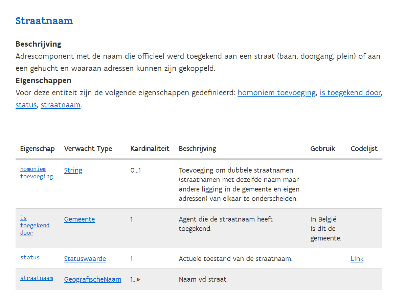 Straatnaam
Beschrijving
Adrescomponent met de naam die officieel werd toegekend aan een straat (baan, doorgang, plein) of aan
een gehucht en waaraan adressen kunnen zijn gekoppeld.
Eigenschappen
Voor deze entiteit zijn de volgende eigenschappen gedefinieerd: homoniem toevoeging, is toegekend door,
status, straatnaam.
Eigenschap Verwacht Type Kardinaliteit Beschrijving Gebruik Codelijst
homoniem toevoeging String 0..1 Toevoeging om dubbele straatnamen
(straatnamen met dezelfde naam maar
andere ligging in de gemeente en eigen
adressen) van elkaar te onderscheiden.
is toegekend door Gemeente 1 Agent die de straatnaam heeft
toegekend. In België is dit de gemeente.
status Statuswaarde 1 Actuele toestand van de straatnaam. Link
straatnaam GeografischeNaam 1..* Naam vd straat.